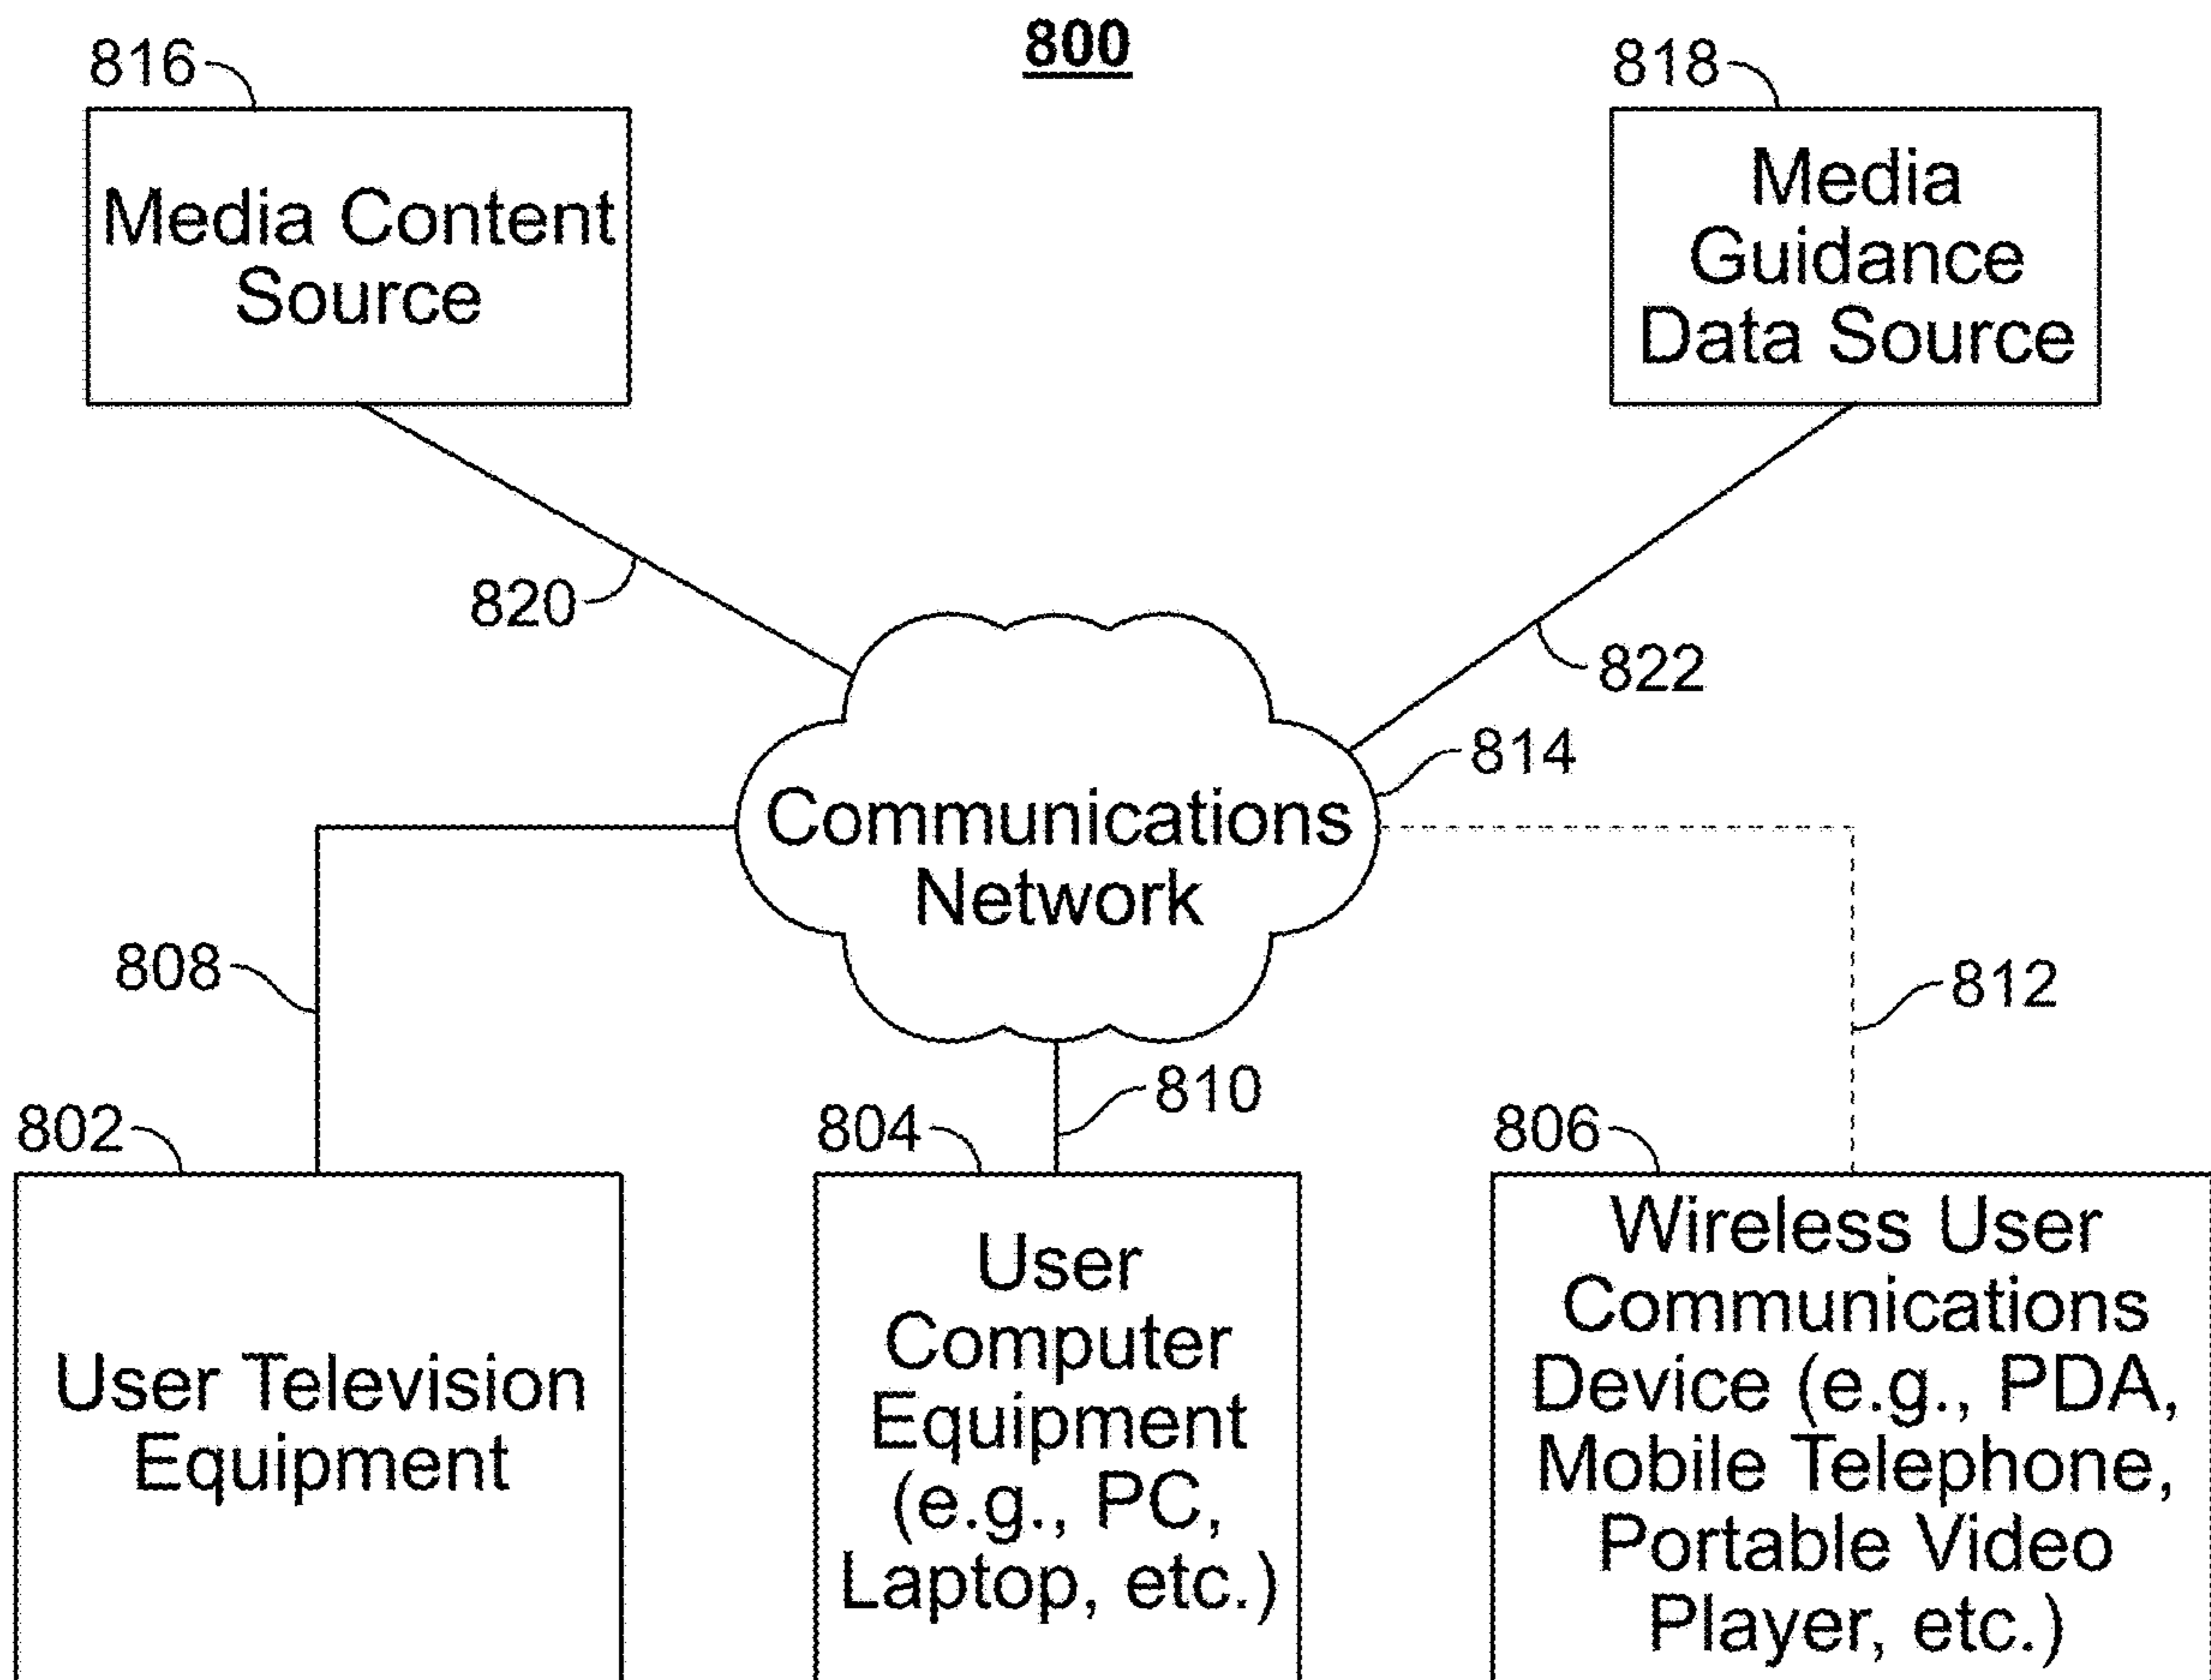 800
816
818
Media Content
Source
Media
Guidance
Data Source
820
822
814
Communications
Network
808
812
810
802
804
806
User Television
Equipment
User
Computer
Equipment
(e.g., PC,
Laptop, etc.)
Wireless User
Communications
Device (e.g., PDA,
Mobile Telephone,
Portable Video
Player, etc.)